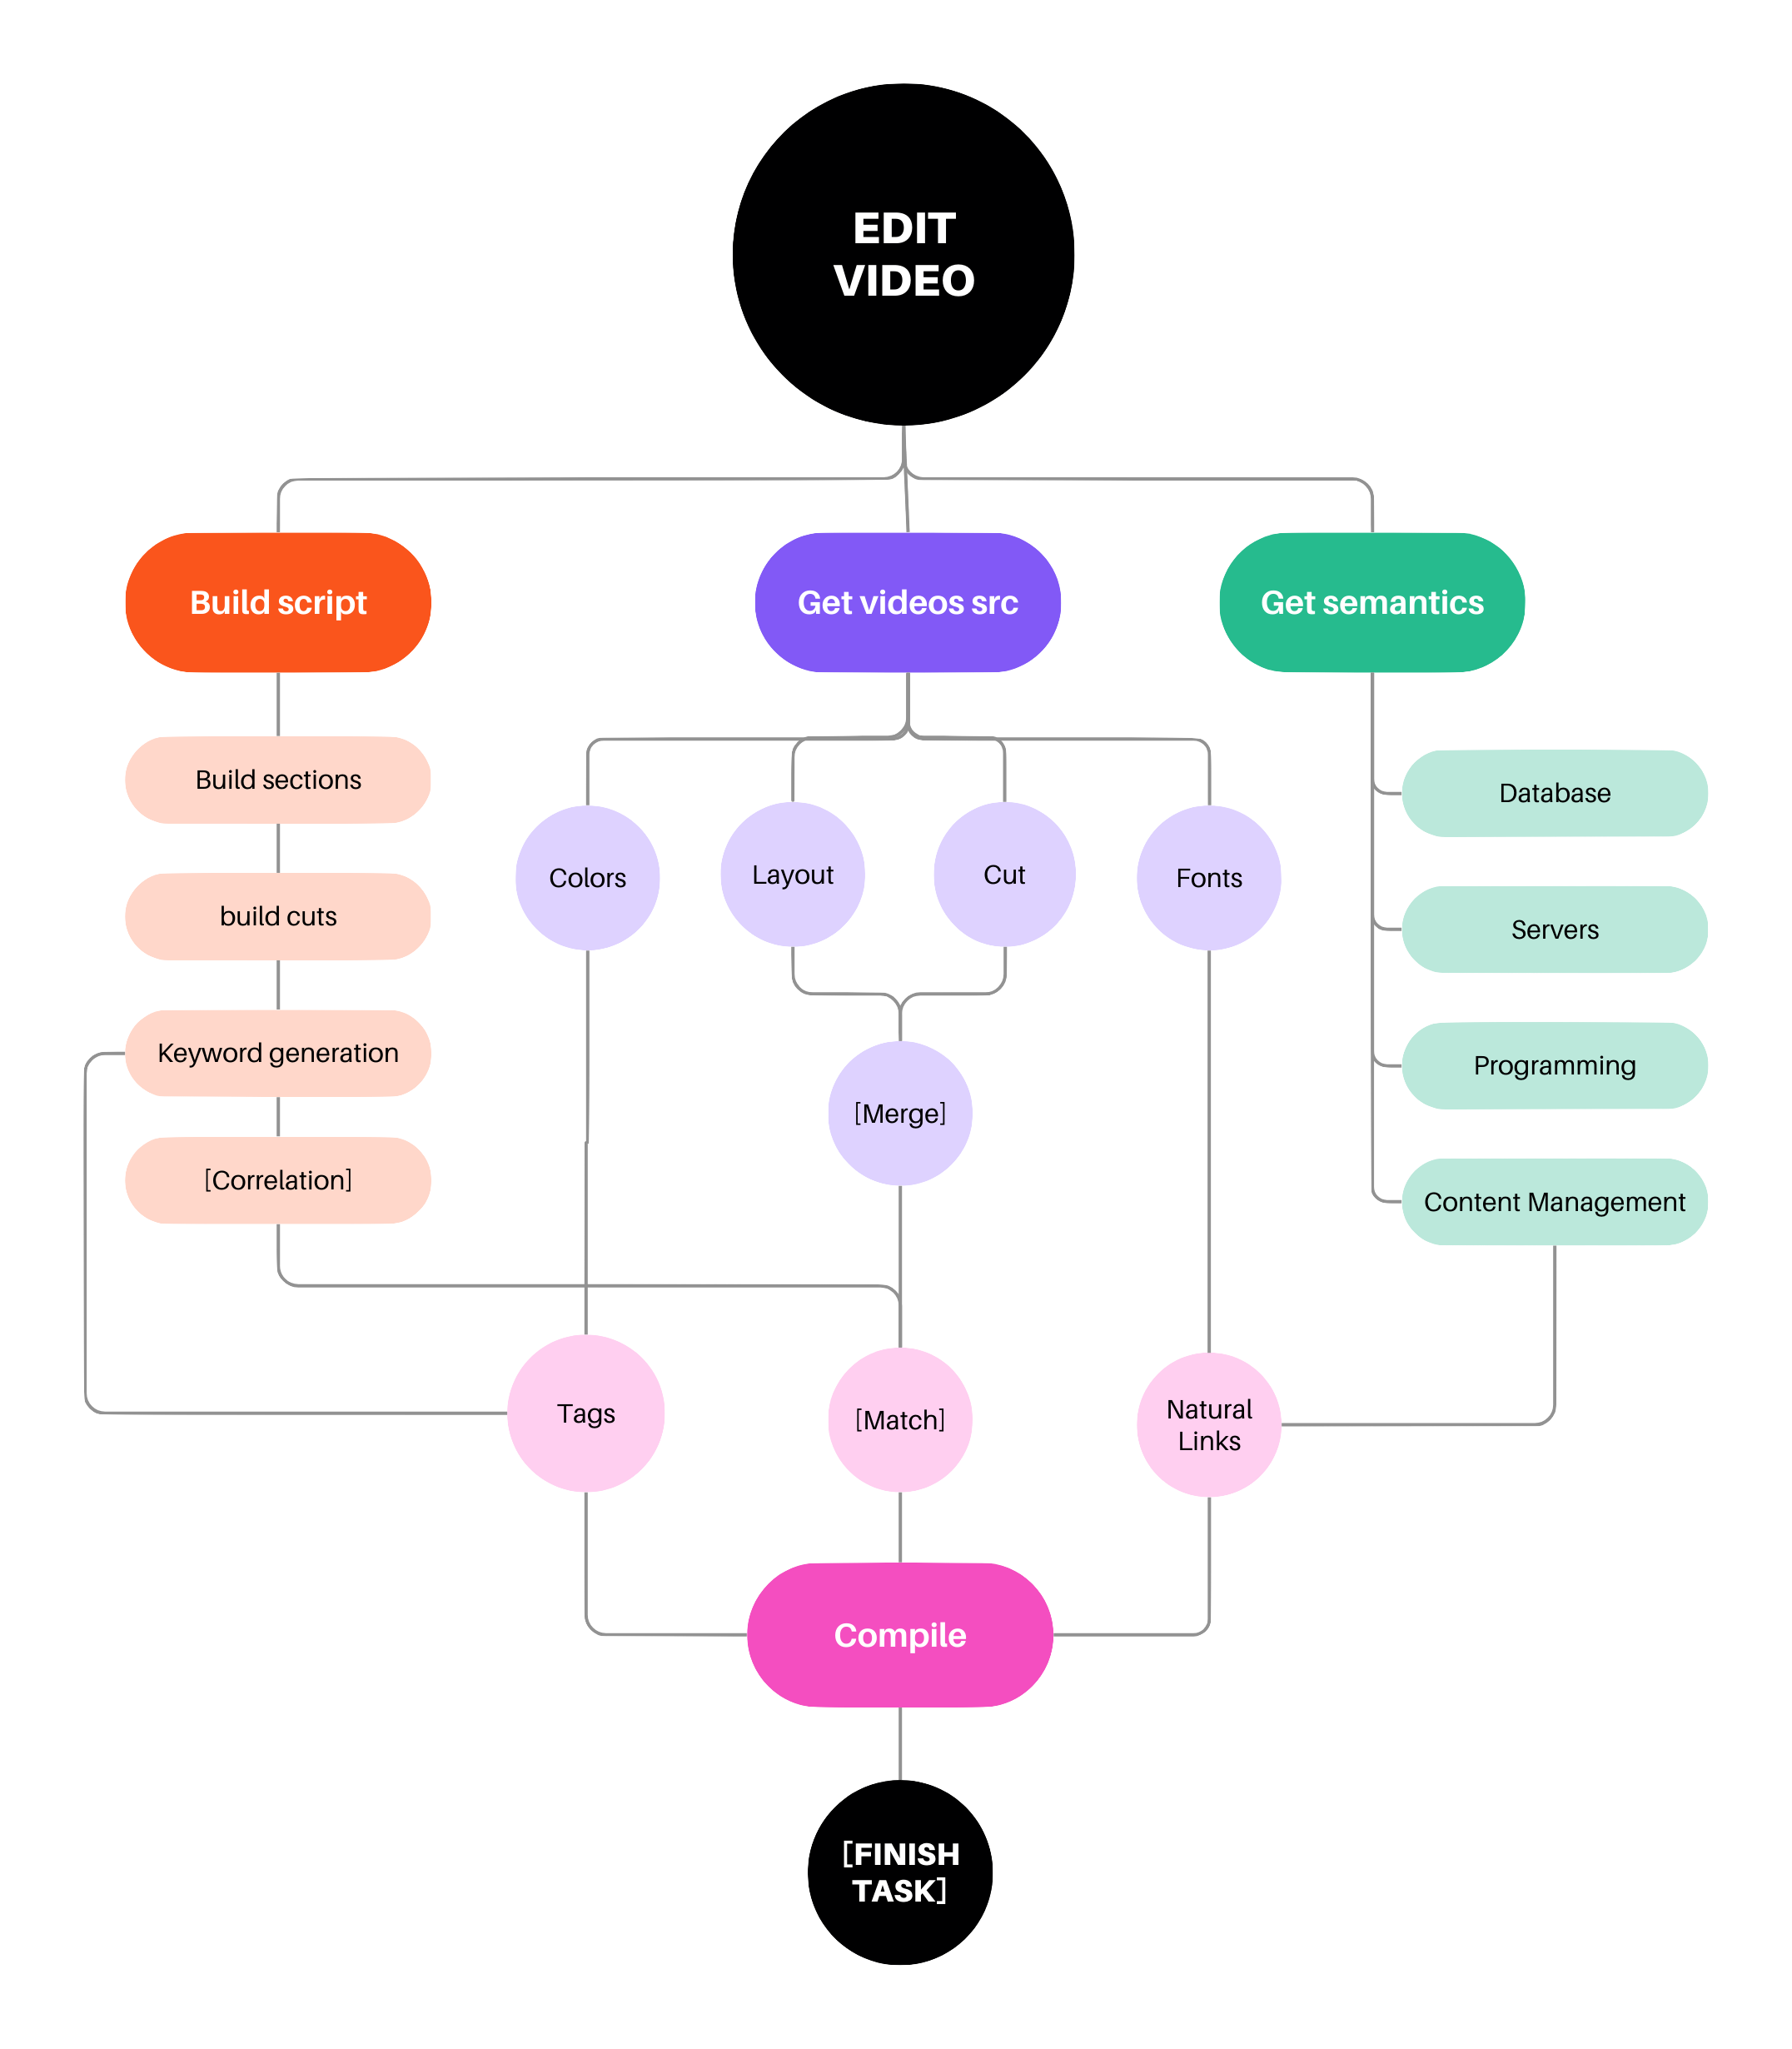 EDIT
VIDEO
Build script
Get videos src
Get semantics
Build sections
build cuts
Keyword generation
[Correlation]
Colors
Layout
Cut
Fonts
[Merge]
Database
Servers
Programming
Content Management
Tags
[Match]
Natural
Links
Compile
[FINISH
TASK]